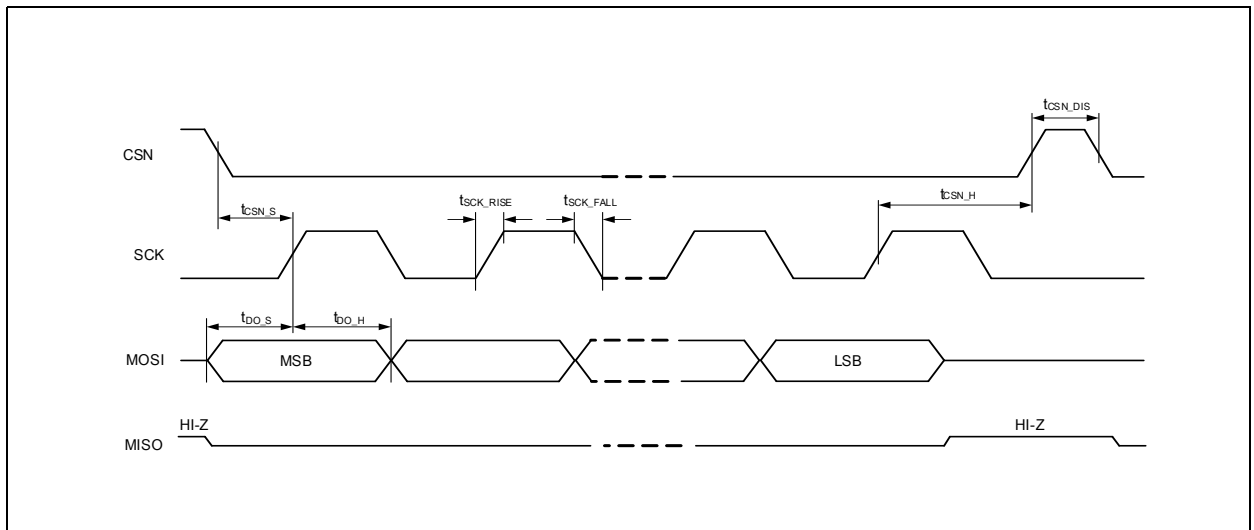 tCSN_DIS
CSN
tCSN_H
tCSN_S
tSCK_RISE
tSCK_FALL
SCK
tDO_S
tDO_H
MOSI
MSB
LSB
HI-Z
HI-Z
MISO